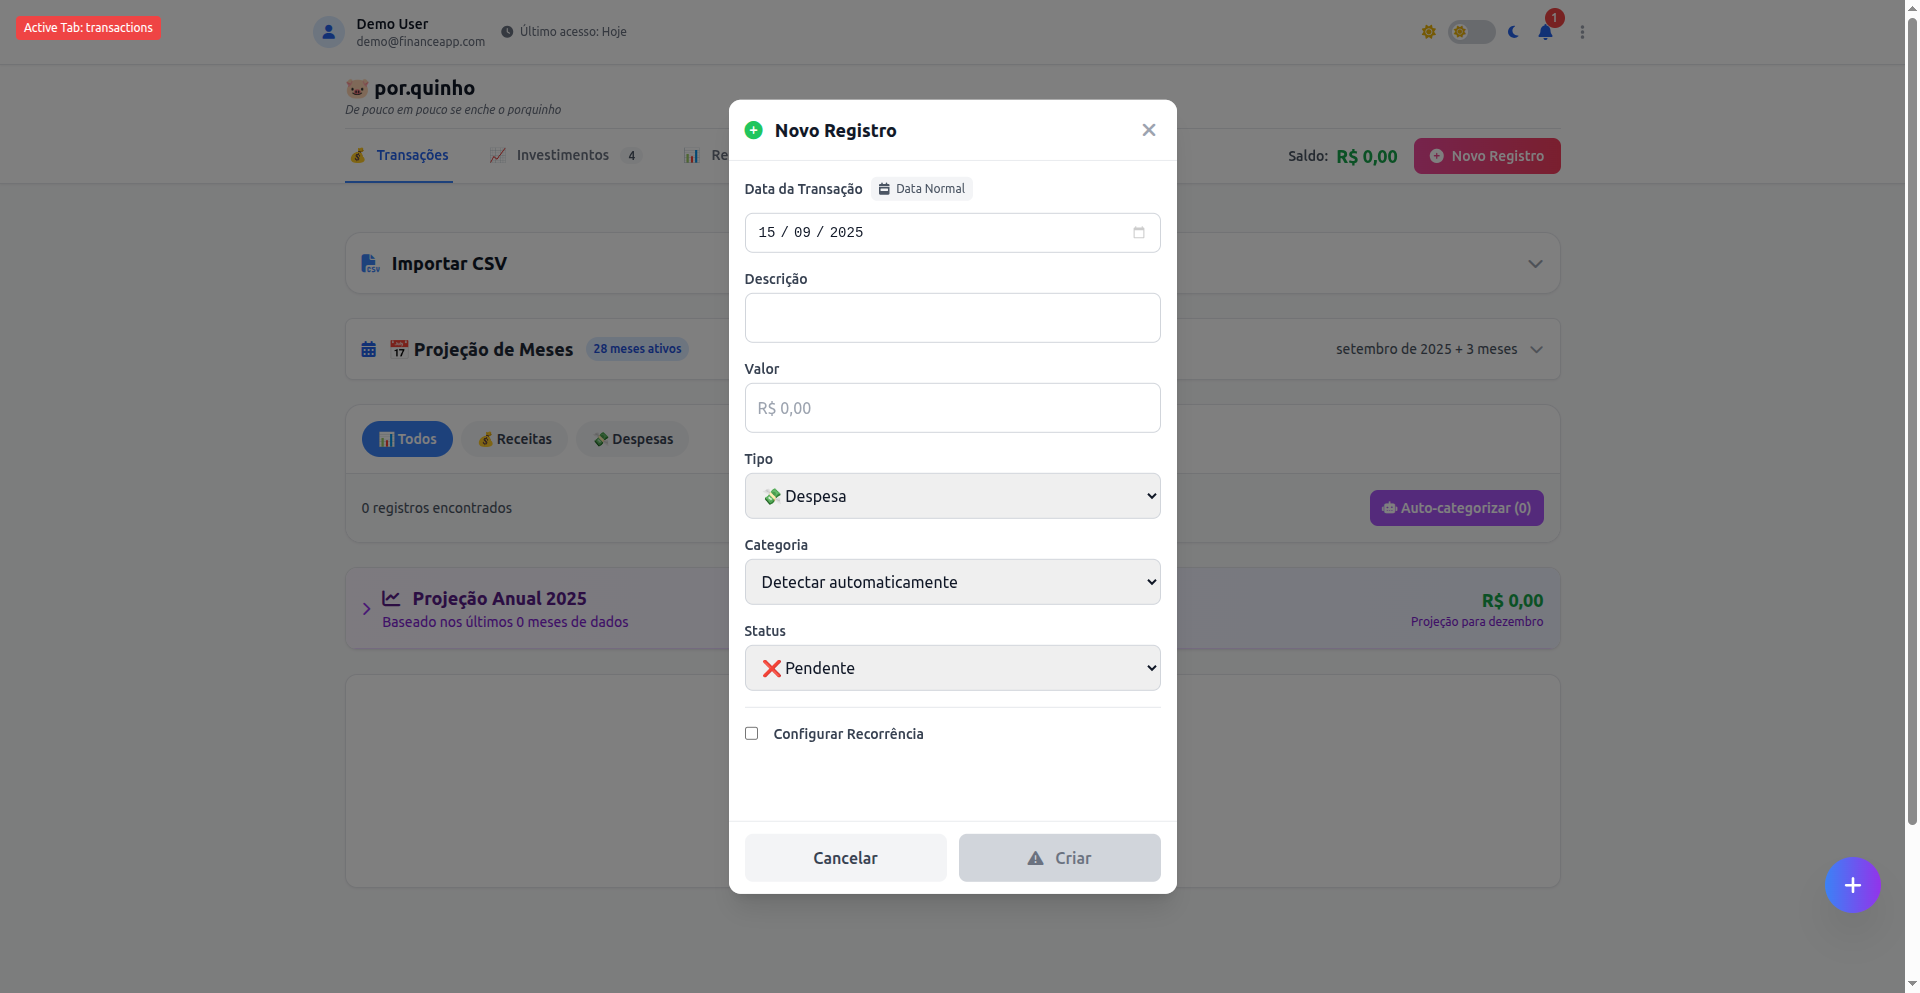 Active Tab: transactions
Demo User
demo@financeapp.com
Último acesso: Hoje
1
por.quinho
De pouco em pouco se enche o porquinho
Transações
Investimentos 4
Re
Saldo: R$ 0,00
Novo Registro
Importar CSV
Projeção de Meses 28 meses ativos
setembro de 2025 + 3 meses
Todos
Receitas
Despesas
0 registros encontrados
Auto-categorizar (0)
Projeção Anual 2025
Baseado nos últimos 0 meses de dados
R$ 0,00
Projeção para dezembro
Novo Registro
Data da Transação Data Normal
15 / 09 / 2025
Descrição
Valor
R$ 0,00
Tipo
Despesa
Categoria
Detectar automaticamente
Status
Pendente
Configurar Recorrência
Cancelar
Criar